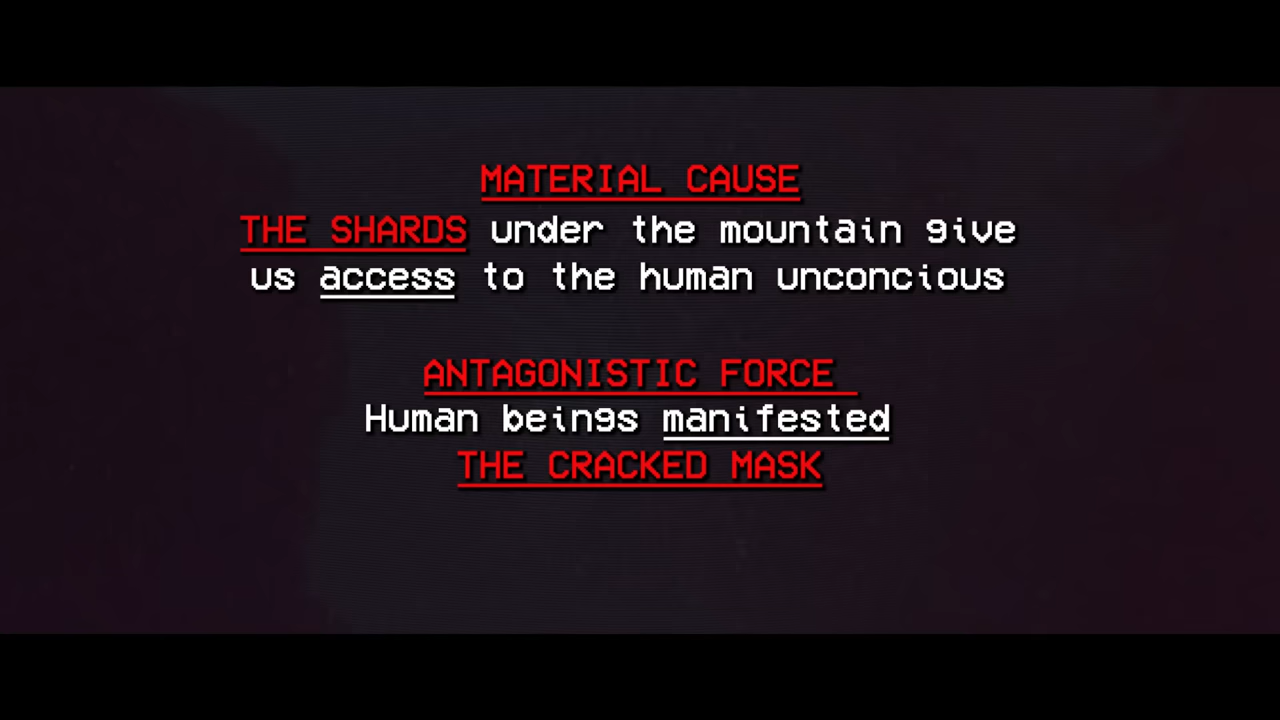 MATERIAL CAUSE
THE SHARDS under the mountain give
us access to the human unconcious
ANTAGONISTIC FORCE
Human beings manifested
THE CRACKED MASK